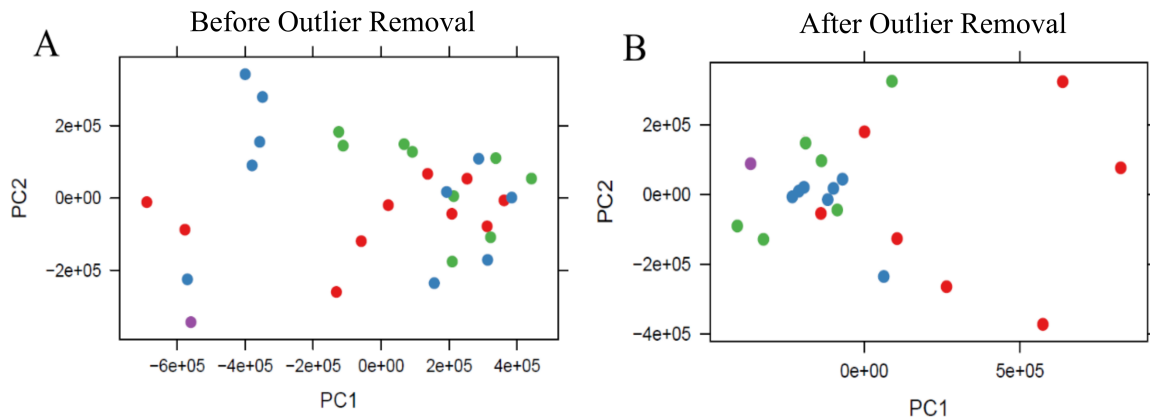 Before Outlier Removal
A
2e+05
0e+00
−2e+05
PC2
−6e+05 −4e+05 −2e+05 0e+00 2e+05 4e+05
PC1
After Outlier Removal
B
2e+05
0e+00
−2e+05
−4e+05
PC2
0e+00 5e+05
PC1